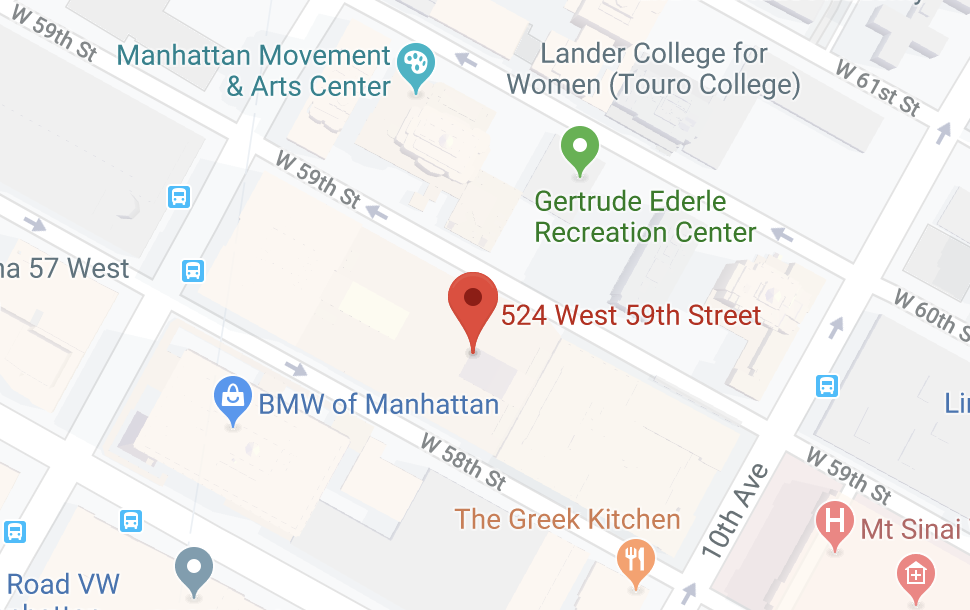 W 59th St
Manhattan Movement
& Arts Center
Lander College for
Women (Touro College)
W 61st St
W 59th St
Gertrude Ederle
Recreation Center
na 57 West
524 West 59th Street
W 60th S
BMW of Manhattan
Li
W 58th St
W 59th St
10th Ave
The Greek Kitchen
H
Mt Sinai
Road VW